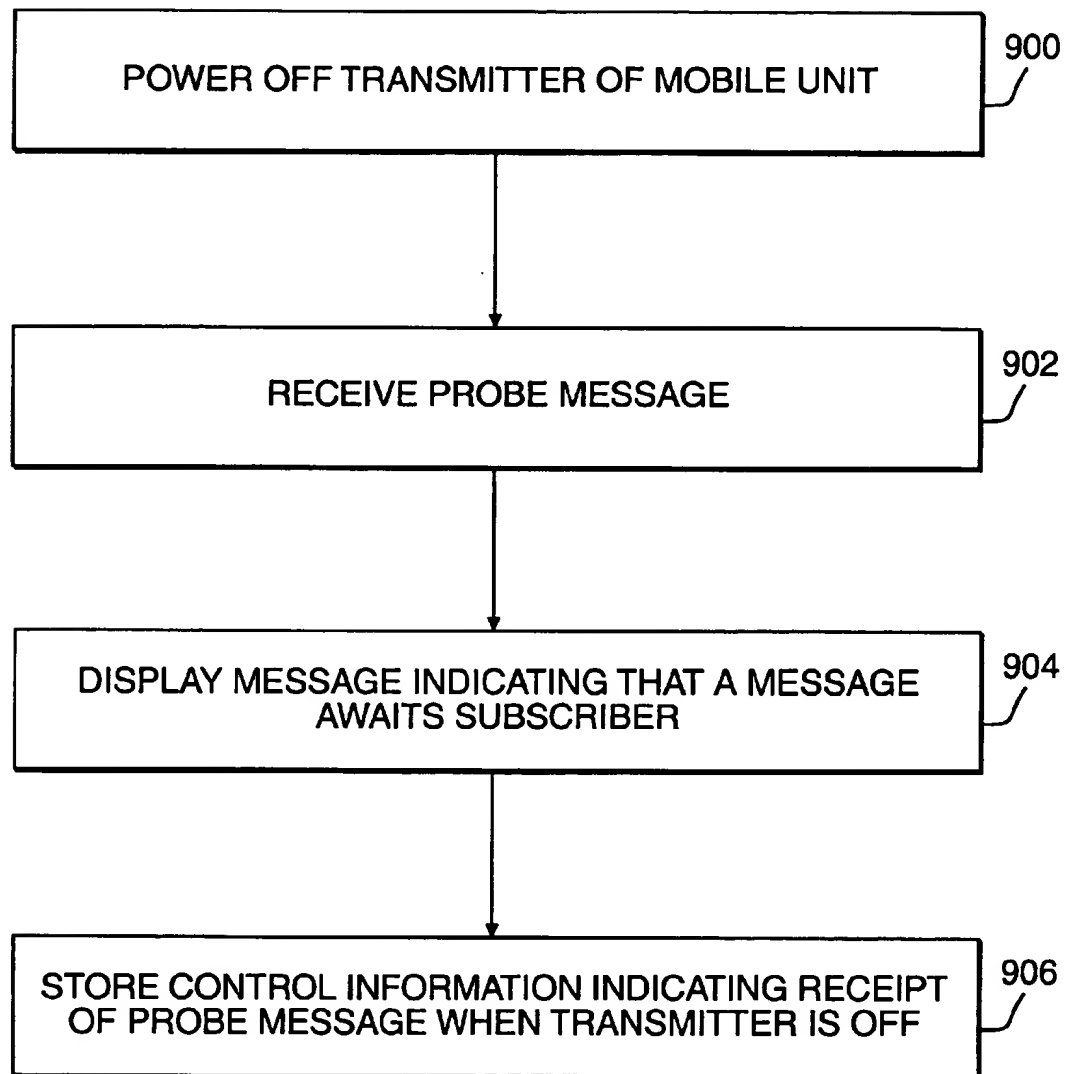 900
POWER OFF TRANSMITTER OF MOBILE UNIT
902
RECEIVE PROBE MESSAGE
904
DISPLAY MESSAGE INDICATING THAT A MESSAGE
AWAITS SUBSCRIBER
906
STORE CONTROL INFORMATION INDICATING RECEIPT
OF PROBE MESSAGE WHEN TRANSMITTER IS OFF